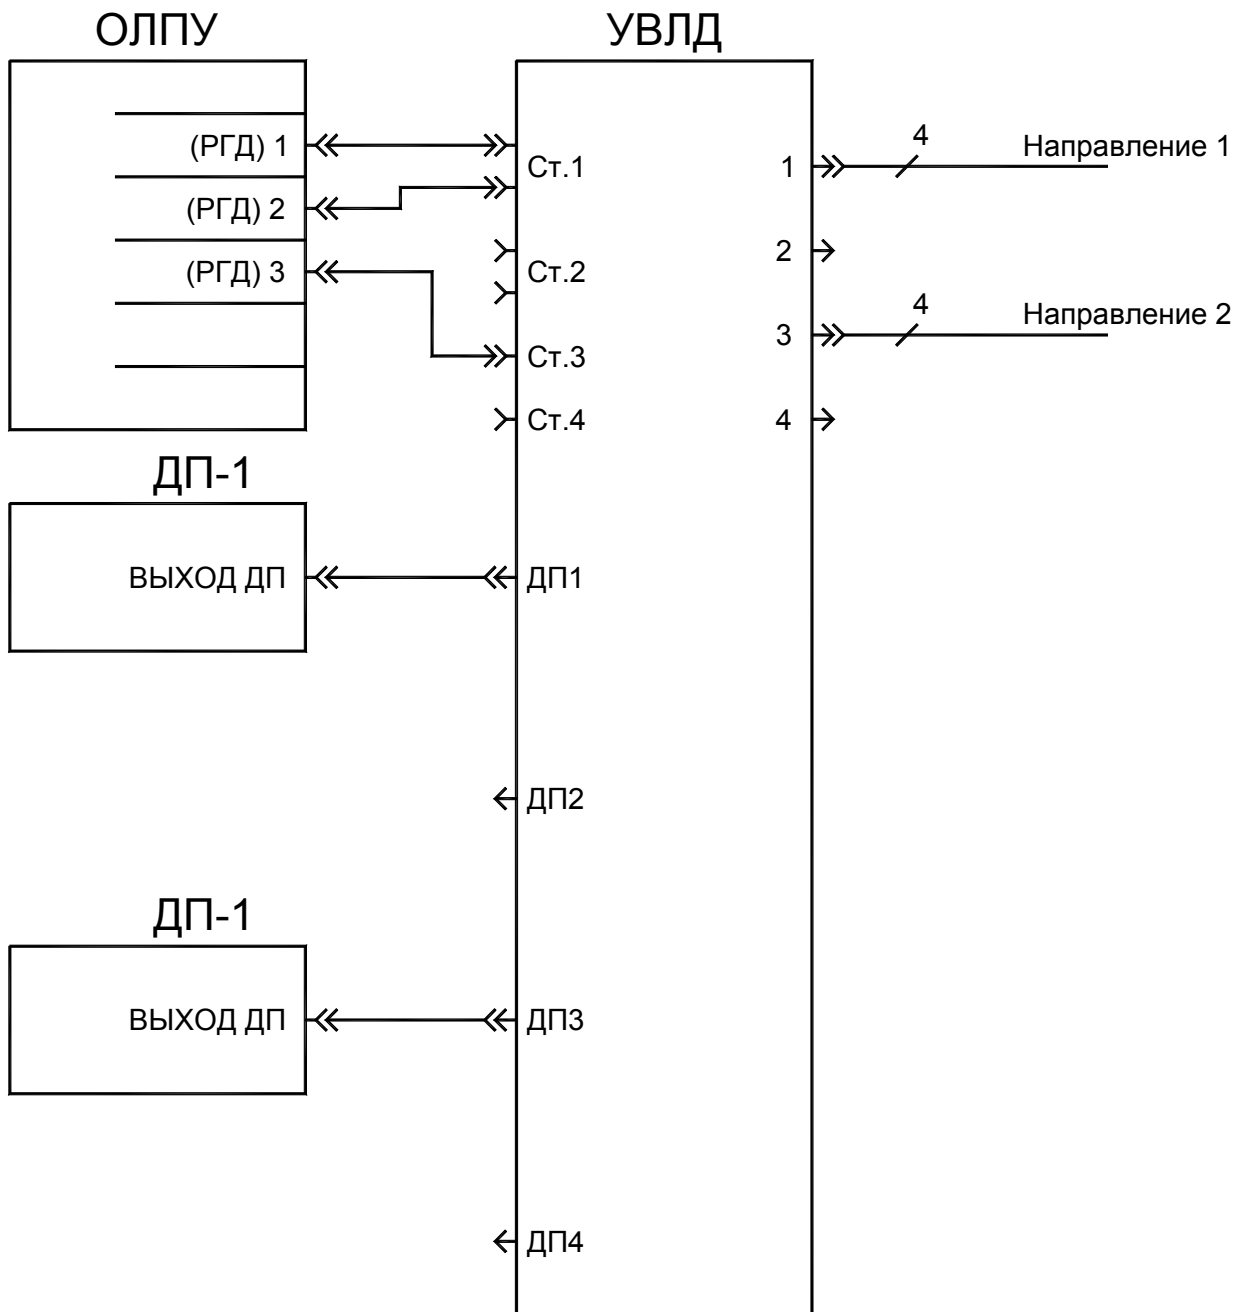 ОЛПУ
УВЛД
(РГД) 1
(РГД) 2
(РГД) 3
Ст.1
Ст.2
Ст.3
Ст.4
1
2
3
4
4
Направление 1
4
Направление 2
ДП-1
ВЫХОД ДП
ДП1
ДП2
ДП-1
ВЫХОД ДП
ДП3
ДП4